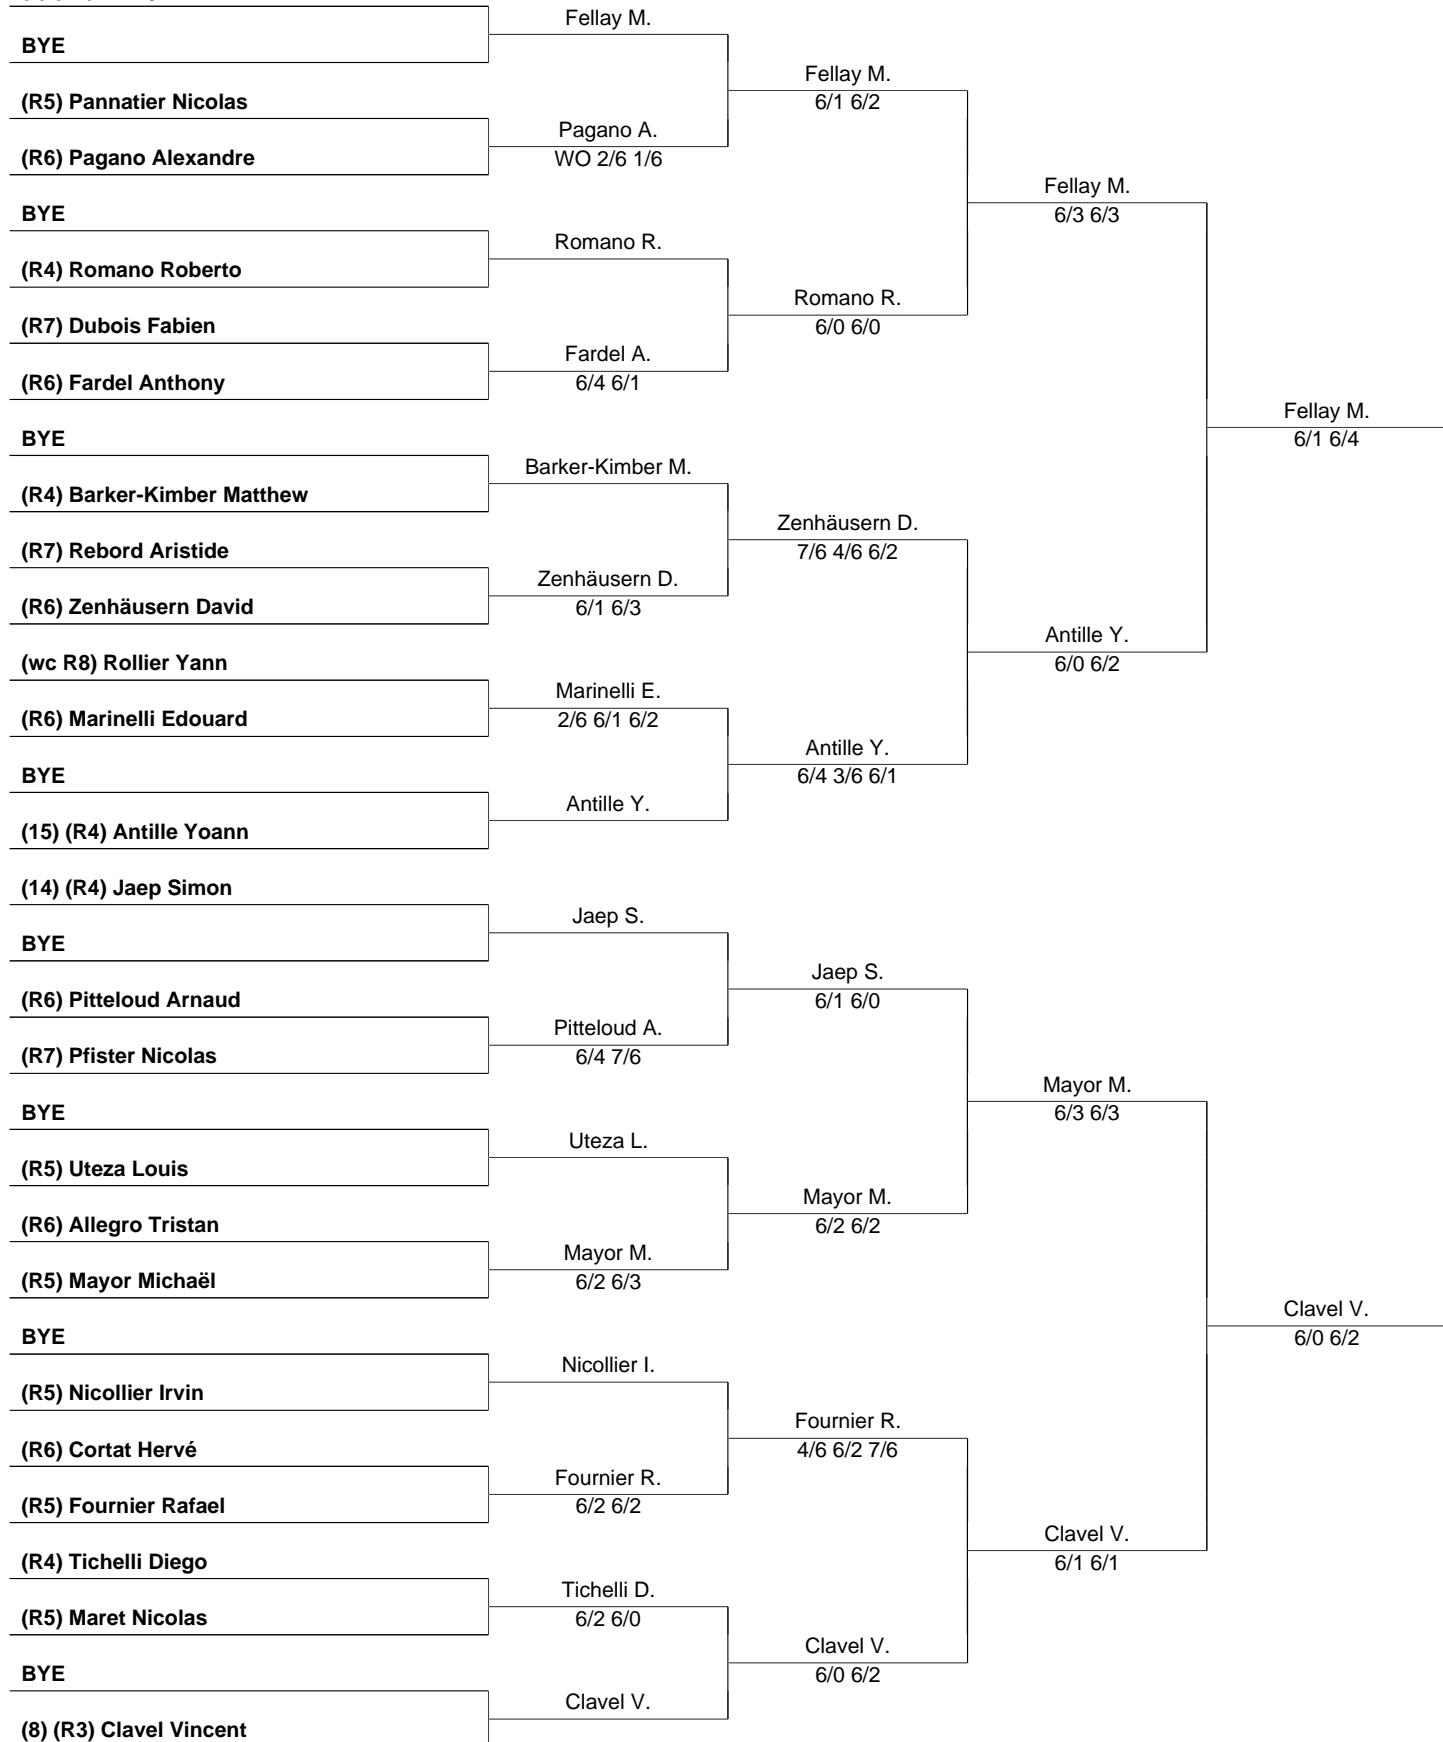 Fellay M.
BYE
Fellay M.
(R5) Pannatier Nicolas
6/1 6/2
Pagano A.
(R6) Pagano Alexandre
WO 2/6 1/6
Fellay M.
BYE
6/3 6/3
Romano R.
(R4) Romano Roberto
Romano R.
(R7) Dubois Fabien
6/0 6/0
Fardel A.
(R6) Fardel Anthony
6/4 6/1
Fellay M.
BYE
6/1 6/4
Barker-Kimber M.
(R4) Barker-Kimber Matthew
Zenhäusern D.
(R7) Rebord Aristide
7/6 4/6 6/2
Zenhäusern D.
(R6) Zenhäusern David
6/1 6/3
Antille Y.
(wc R8) Rollier Yann
6/0 6/2
Marinelli E.
(R6) Marinelli Edouard
2/6 6/1 6/2
Antille Y.
BYE
6/4 3/6 6/1
Antille Y.
(15) (R4) Antille Yoann
(14) (R4) Jaep Simon
Jaep S.
BYE
Jaep S.
(R6) Pitteloud Arnaud
6/1 6/0
Pitteloud A.
(R7) Pfister Nicolas
6/4 7/6
Mayor M.
BYE
6/3 6/3
Uteza L.
(R5) Uteza Louis
Mayor M.
(R6) Allegro Tristan
6/2 6/2
Mayor M.
(R5) Mayor Michaël
6/2 6/3
Clavel V.
BYE
6/0 6/2
Nicollier I.
(R5) Nicollier Irvin
Fournier R.
(R6) Cortat Hervé
4/6 6/2 7/6
Fournier R.
(R5) Fournier Rafael
6/2 6/2
Clavel V.
(R4) Tichelli Diego
6/1 6/1
Tichelli D.
(R5) Maret Nicolas
6/2 6/0
Clavel V.
BYE
6/0 6/2
Clavel V.
(8) (R3) Clavel Vincent